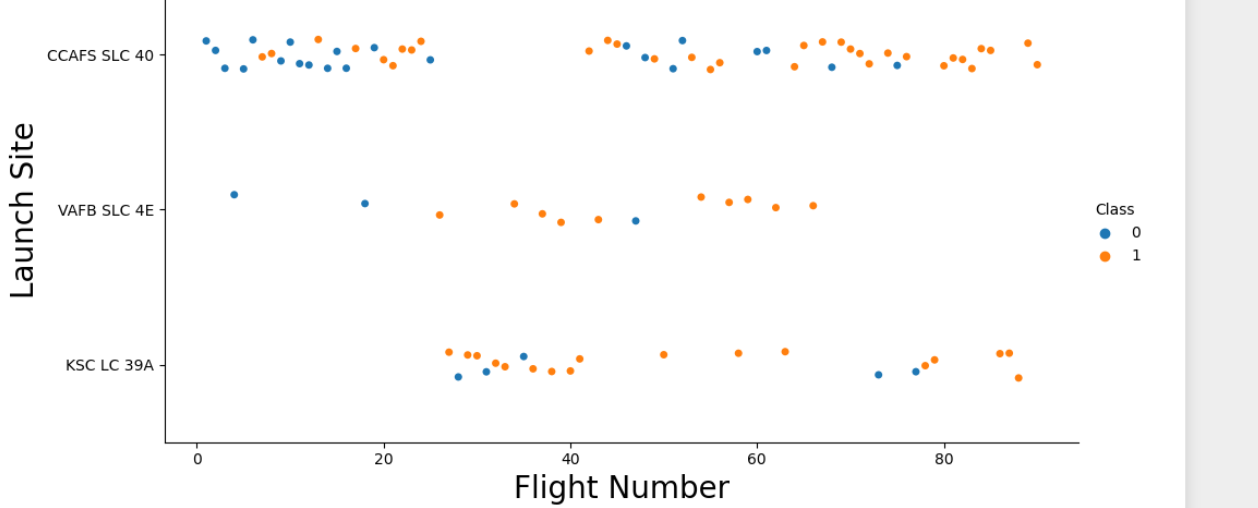 CCAFS SLC 40
VAFB SLC 4E
KSC LC 39A
Launch Site
0
20
40
60
80
Flight Number
Class
0
1